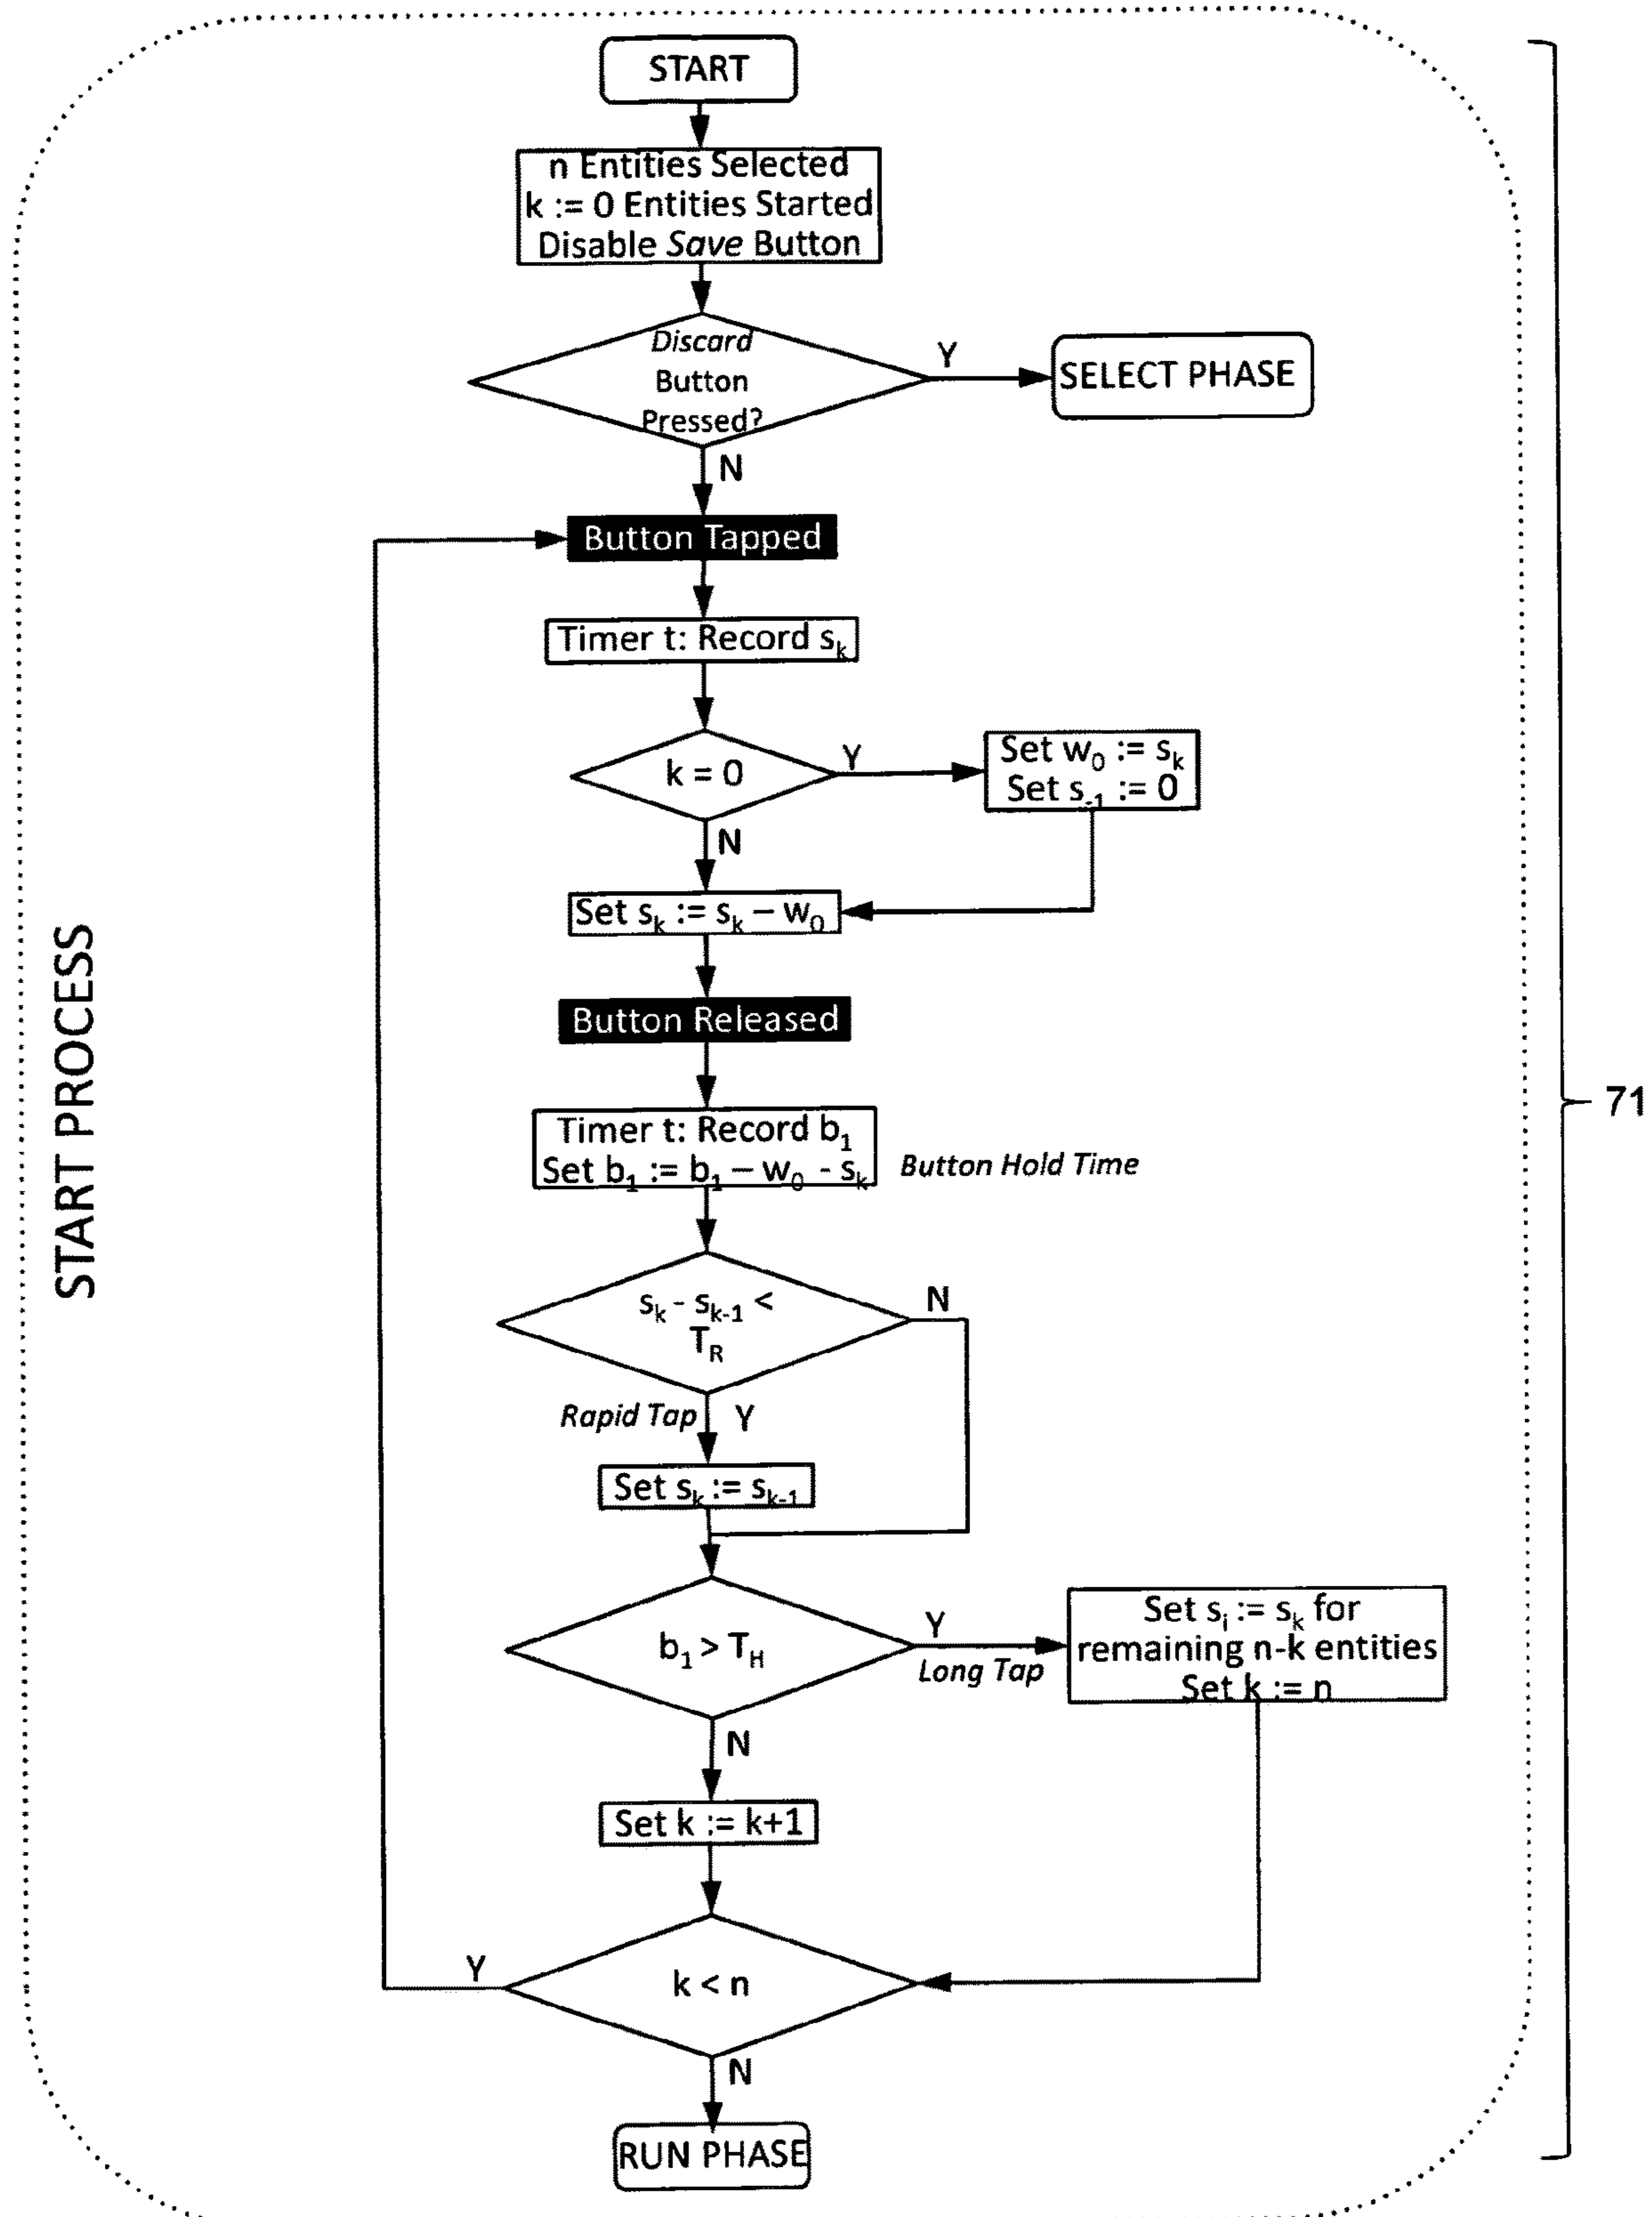 START
n Entities Selected
k := 0 Entities Started
Disable Save Button
Discard
Button
Pressed?
Y
SELECT PHASE
N
Button Tapped
Timer t: Record sₖ
k = 0
Y
Set w₀ := sₖ
Set s₋₁ := 0
N
Set sₖ := sₖ – w₀
Button Released
Timer t: Record b₁
Set b₁ := b₁ – w₀ - sₖ
Button Hold Time
sₖ - sₖ₋₁ <
T_R
N
Rapid Tap
Y
Set sₖ := sₖ₋₁
b₁ > T_H
Y
Long Tap
Set sᵢ := sₖ for
remaining n-k entities
Set k := n
N
Set k := k+1
k < n
Y
N
RUN PHASE
START PROCESS
71